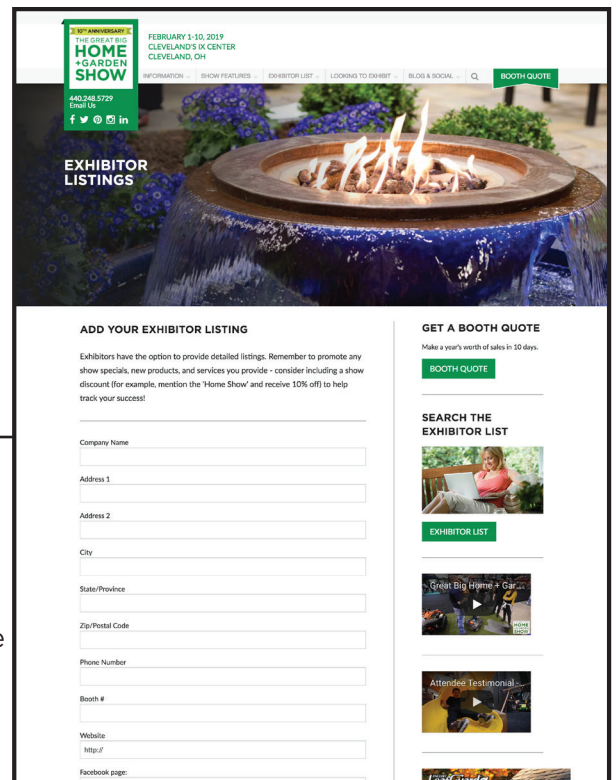 10TH ANNIVERSARY
THE GREAT BIG
HOME
+GARDEN
SHOW
440.248.5729
Email Us
FEBRUARY 1-10, 2019
CLEVELAND'S IX CENTER
CLEVELAND, OH
INFORMATION
SHOW FEATURES
EXHIBITOR LIST
LOOKING TO EXHIBIT
BLOG & SOCIAL
BOOTH QUOTE
EXHIBITOR
LISTINGS
ADD YOUR EXHIBITOR LISTING
Exhibitors have the option to provide detailed listings. Remember to promote any
show specials, new products, and services you provide - consider including a show
discount (for example, mention the 'Home Show' and receive 10% off) to help
track your success!
Company Name
Address 1
Address 2
City
State/Province
Zip/Postal Code
Phone Number
Booth #
Website
http://
Facebook page:
GET A BOOTH QUOTE
Make a year's worth of sales in 10 days.
BOOTH QUOTE
SEARCH THE
EXHIBITOR LIST
EXHIBITOR LIST
Great Big Home + Gar...
HOME
SHOW
Attendee Testimonial -
LeafGuard
e